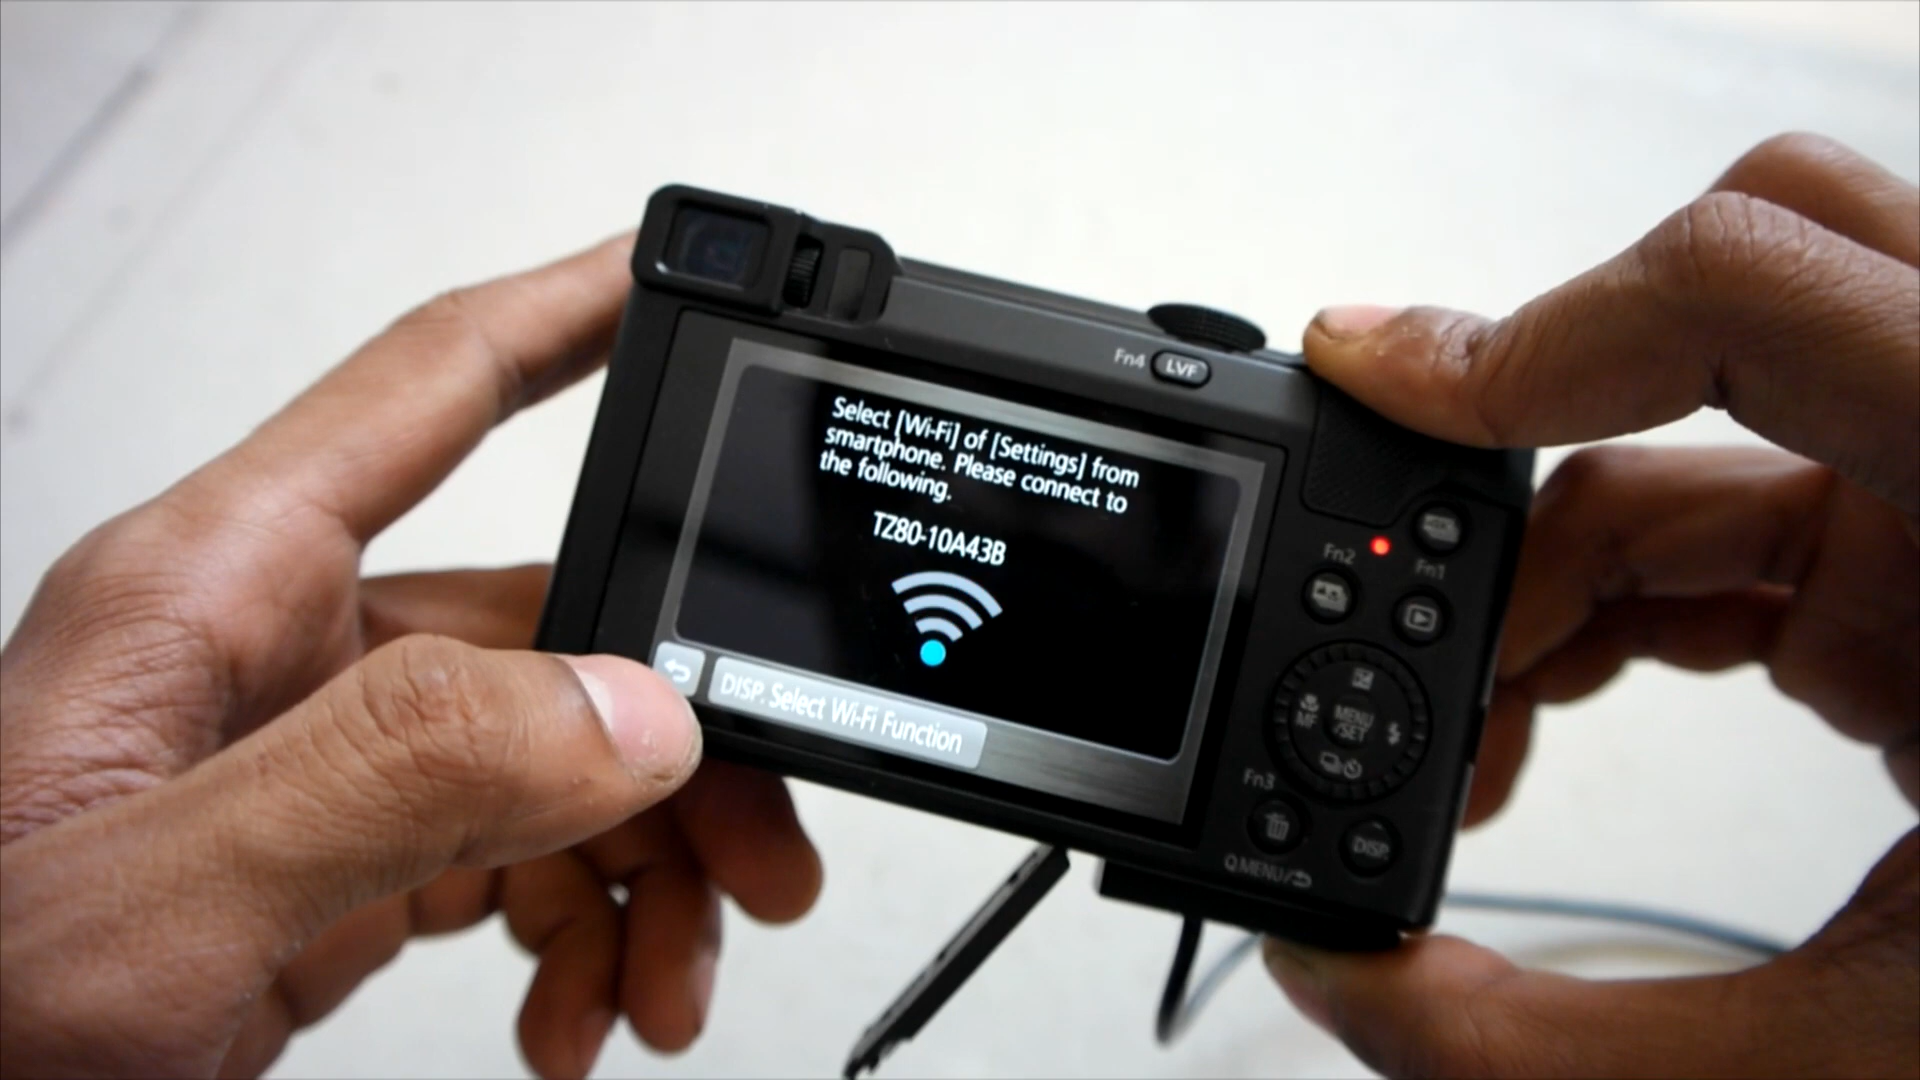 Fn4 LVF
Select [Wi-Fi] of [Settings] from
smartphone. Please connect to
the following.
TZ80-10A43B
DISP. Select Wi-Fi Function
Fn2
Fn1
MF
MENU
/SET
Fn3
DISP.
Q.MENU/